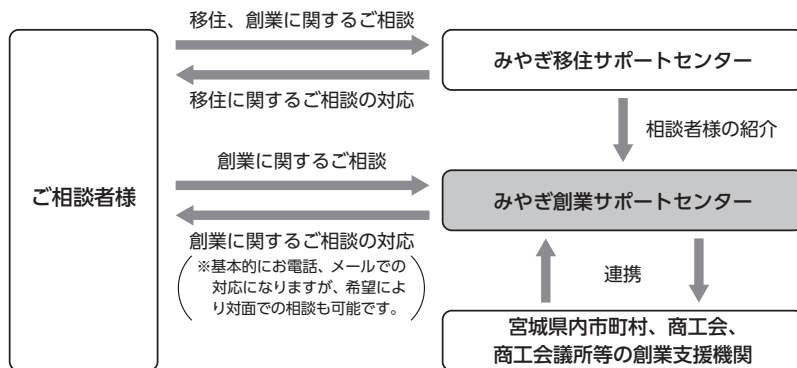 移住、創業に関するご相談
みやぎ移住サポートセンター
移住に関するご相談の対応
相談者様の紹介
創業に関するご相談
ご相談者様
みやぎ創業サポートセンター
創業に関するご相談の対応
※基本的にお電話、メールでの
対応になりますが、希望によ
り対面での相談も可能です。
連携
宮城県内市町村、商工会、
商工会議所等の創業支援機関